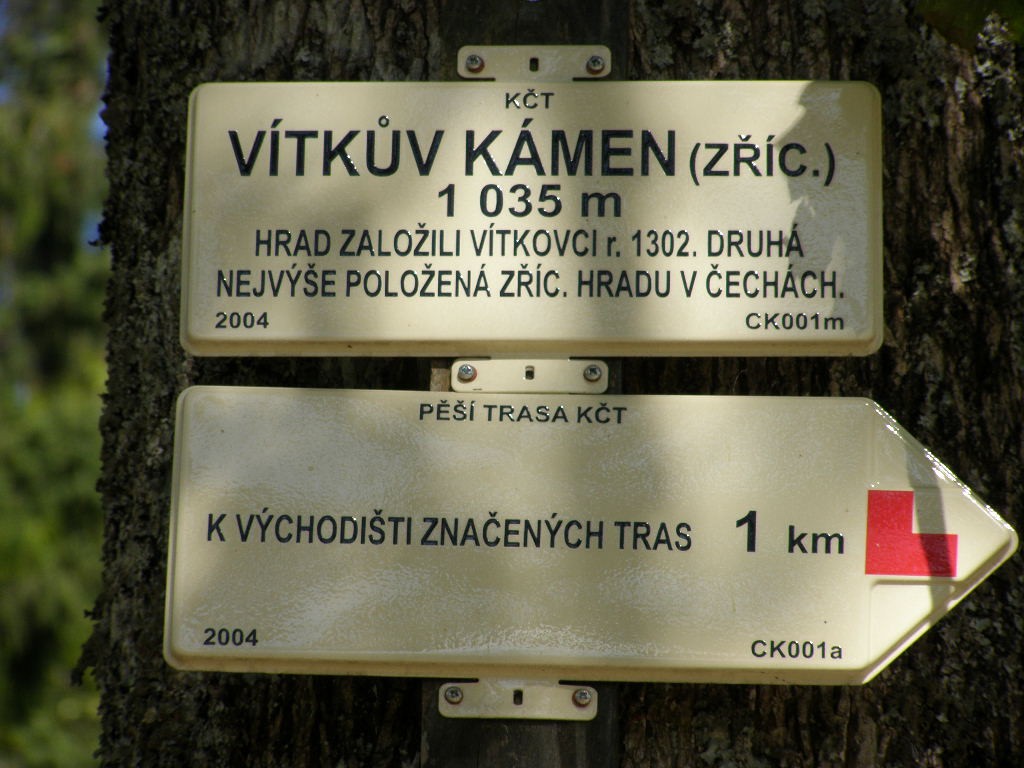 KČT
VÍTKŮV KÁMEN (ZŘÍC.)
1 035 m
HRAD ZALOŽILI VÍTKOVCI r. 1302. DRUHÁ
NEJVÝŠE POLOŽENÁ ZŘÍC. HRADU V ČECHÁCH.
2004 CK001m
PĚŠÍ TRASA KČT
K VÝCHODIŠTI ZNAČENÝCH TRAS 1 km
2004 CK001a